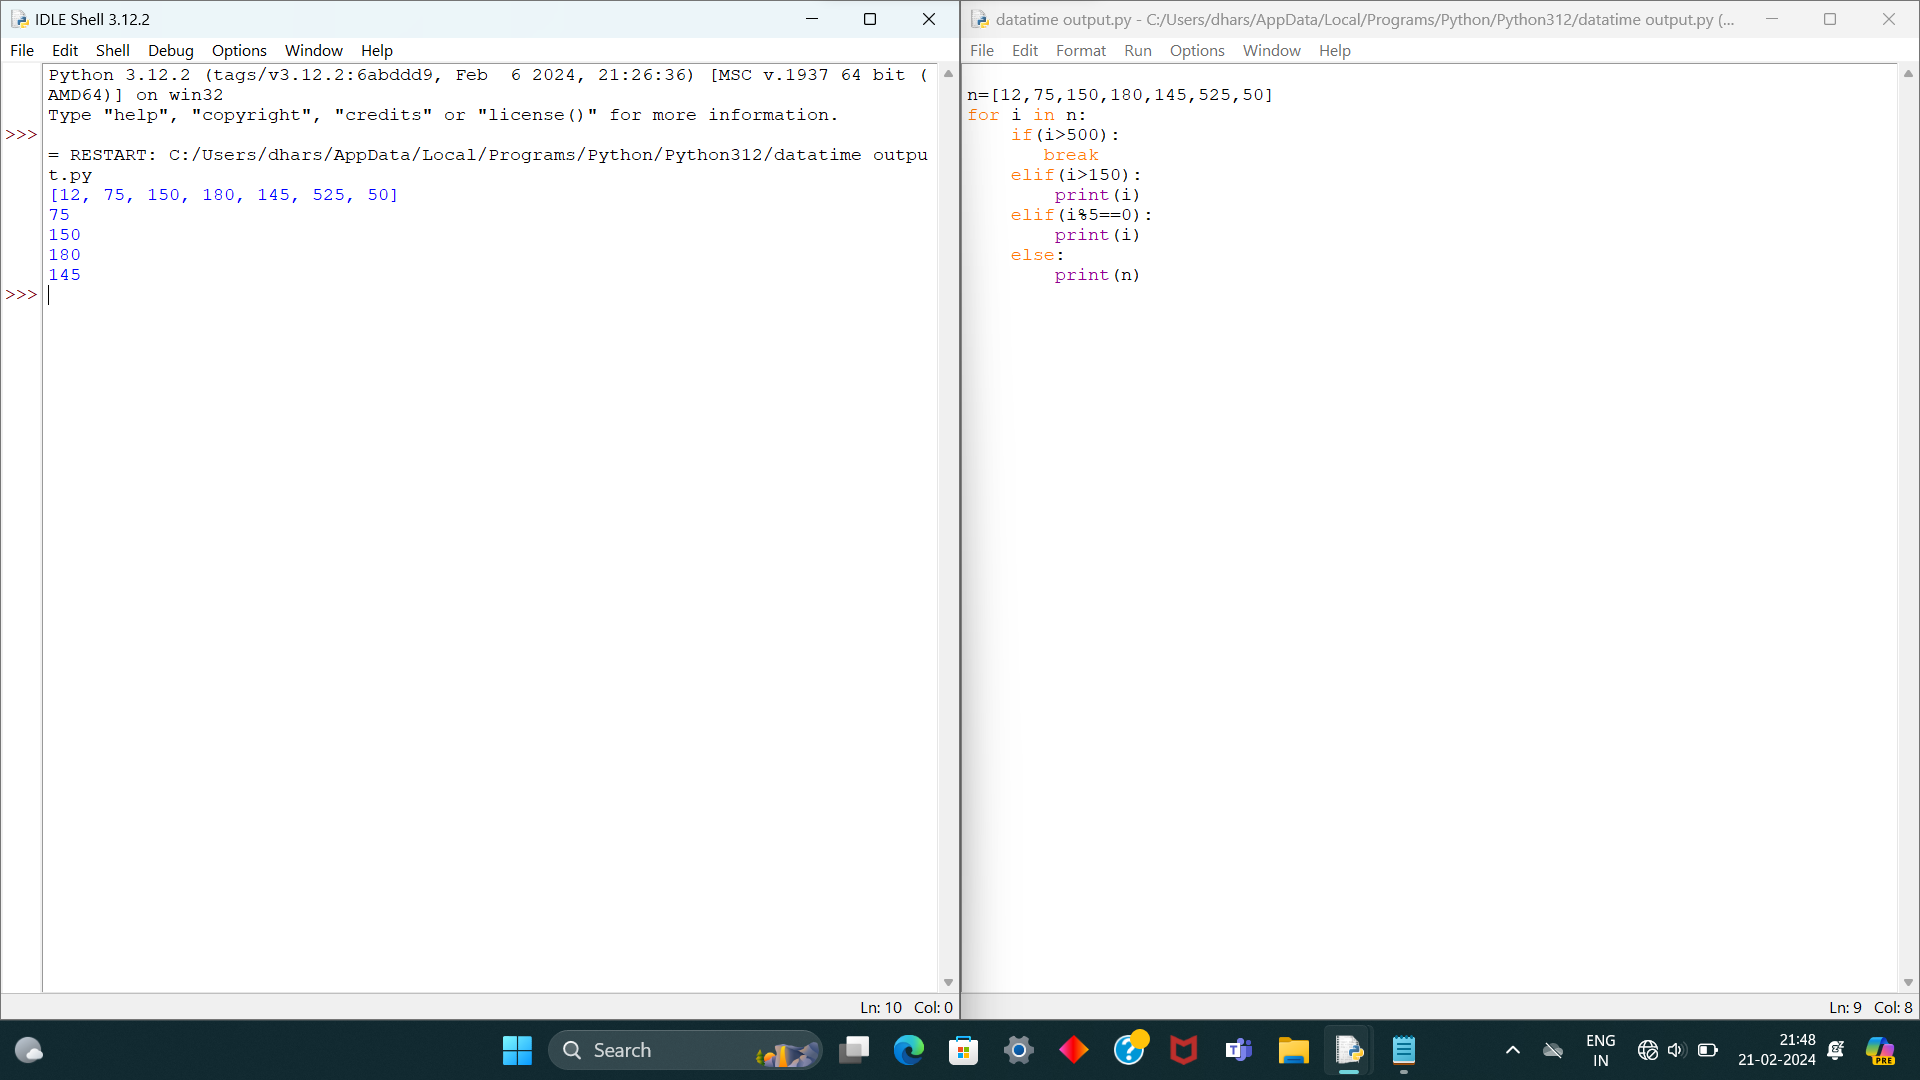 IDLE Shell 3.12.2
File Edit Shell Debug Options Window Help
Python 3.12.2 (tags/v3.12.2:6abddd9, Feb  6 2024, 21:26:36) [MSC v.1937 64 bit (
AMD64)] on win32
Type "help", "copyright", "credits" or "license()" for more information.
>>>
= RESTART: C:/Users/dhars/AppData/Local/Programs/Python/Python312/datatime outpu
t.py
[12, 75, 150, 180, 145, 525, 50]
75
150
180
145
>>>
Ln: 10 Col: 0
datatime output.py - C:/Users/dhars/AppData/Local/Programs/Python/Python312/datatime output.py (...
File Edit Format Run Options Window Help
n=[12,75,150,180,145,525,50]
for i in n:
    if(i>500):
       break
    elif(i>150):
        print(i)
    elif(i%5==0):
        print(i)
    else:
        print(n)
Ln: 9 Col: 8
Search
ENG
IN
21:48
21-02-2024
PRE